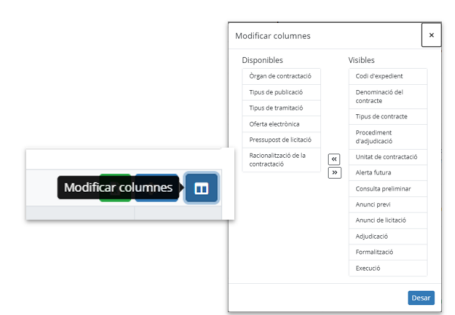 Modificar columnes
×
Disponibles
Òrgan de contractació
Tipus de publicació
Tipus de tramitació
Oferta electrònica
Pressupost de licitació
Racionalització de la
contractació
«
»
Visibles
Codi d'expedient
Denominació del
contracte
Tipus de contracte
Procediment
d'adjudicació
Unitat de contractació
Alerta futura
Consulta preliminar
Anunci previ
Anunci de licitació
Adjudicació
Formalització
Execució
Desar
Modificar columnes